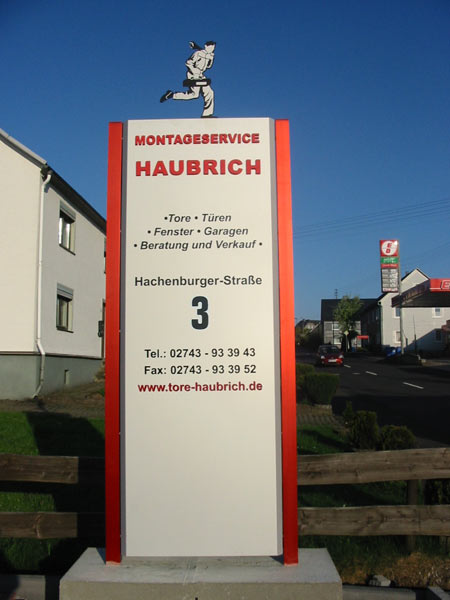 MONTAGESERVICE
HAUBRICH
•Tore • Türen
• Fenster • Garagen
• Beratung und Verkauf •
Hachenburger-Straße
3
Tel.: 02743 - 93 39 43
Fax: 02743 - 93 39 52
www.tore-haubrich.de